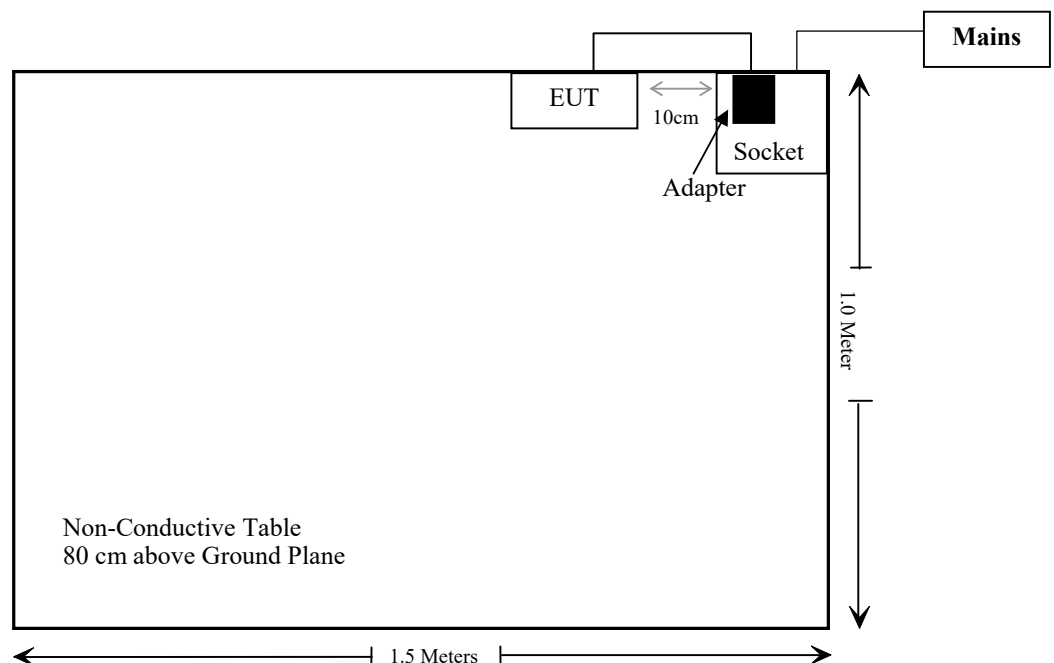 Mains
EUT
10cm
Socket
Adapter
1.0 Meter
Non-Conductive Table
80 cm above Ground Plane
1.5 Meters